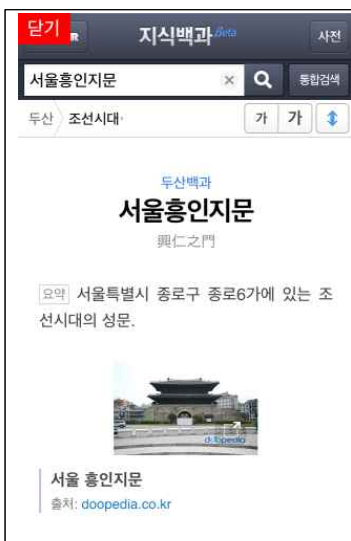 닫기 R 지식백과 Beta 사전
서울흥인지문 × 통합검색
두산 조선시대 가 가
두산백과
서울흥인지문
興仁之門
요약 서울특별시 종로구 종로6가에 있는 조
선시대의 성문.
doopedia
서울 흥인지문
출처: doopedia.co.kr